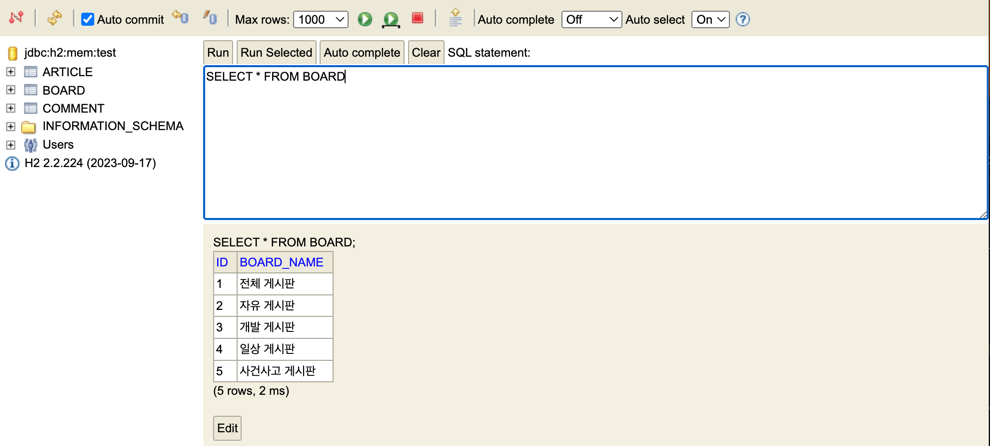 Auto commit Max rows: 1000 Auto complete Off Auto select On
jdbc:h2:mem:test
ARTICLE
BOARD
COMMENT
INFORMATION_SCHEMA
Users
H2 2.2.224 (2023-09-17)
Run Run Selected Auto complete Clear SQL statement:
SELECT * FROM BOARD
SELECT * FROM BOARD;
ID BOARD_NAME
1 전체 게시판
2 자유 게시판
3 개발 게시판
4 일상 게시판
5 사건사고 게시판
(5 rows, 2 ms)
Edit